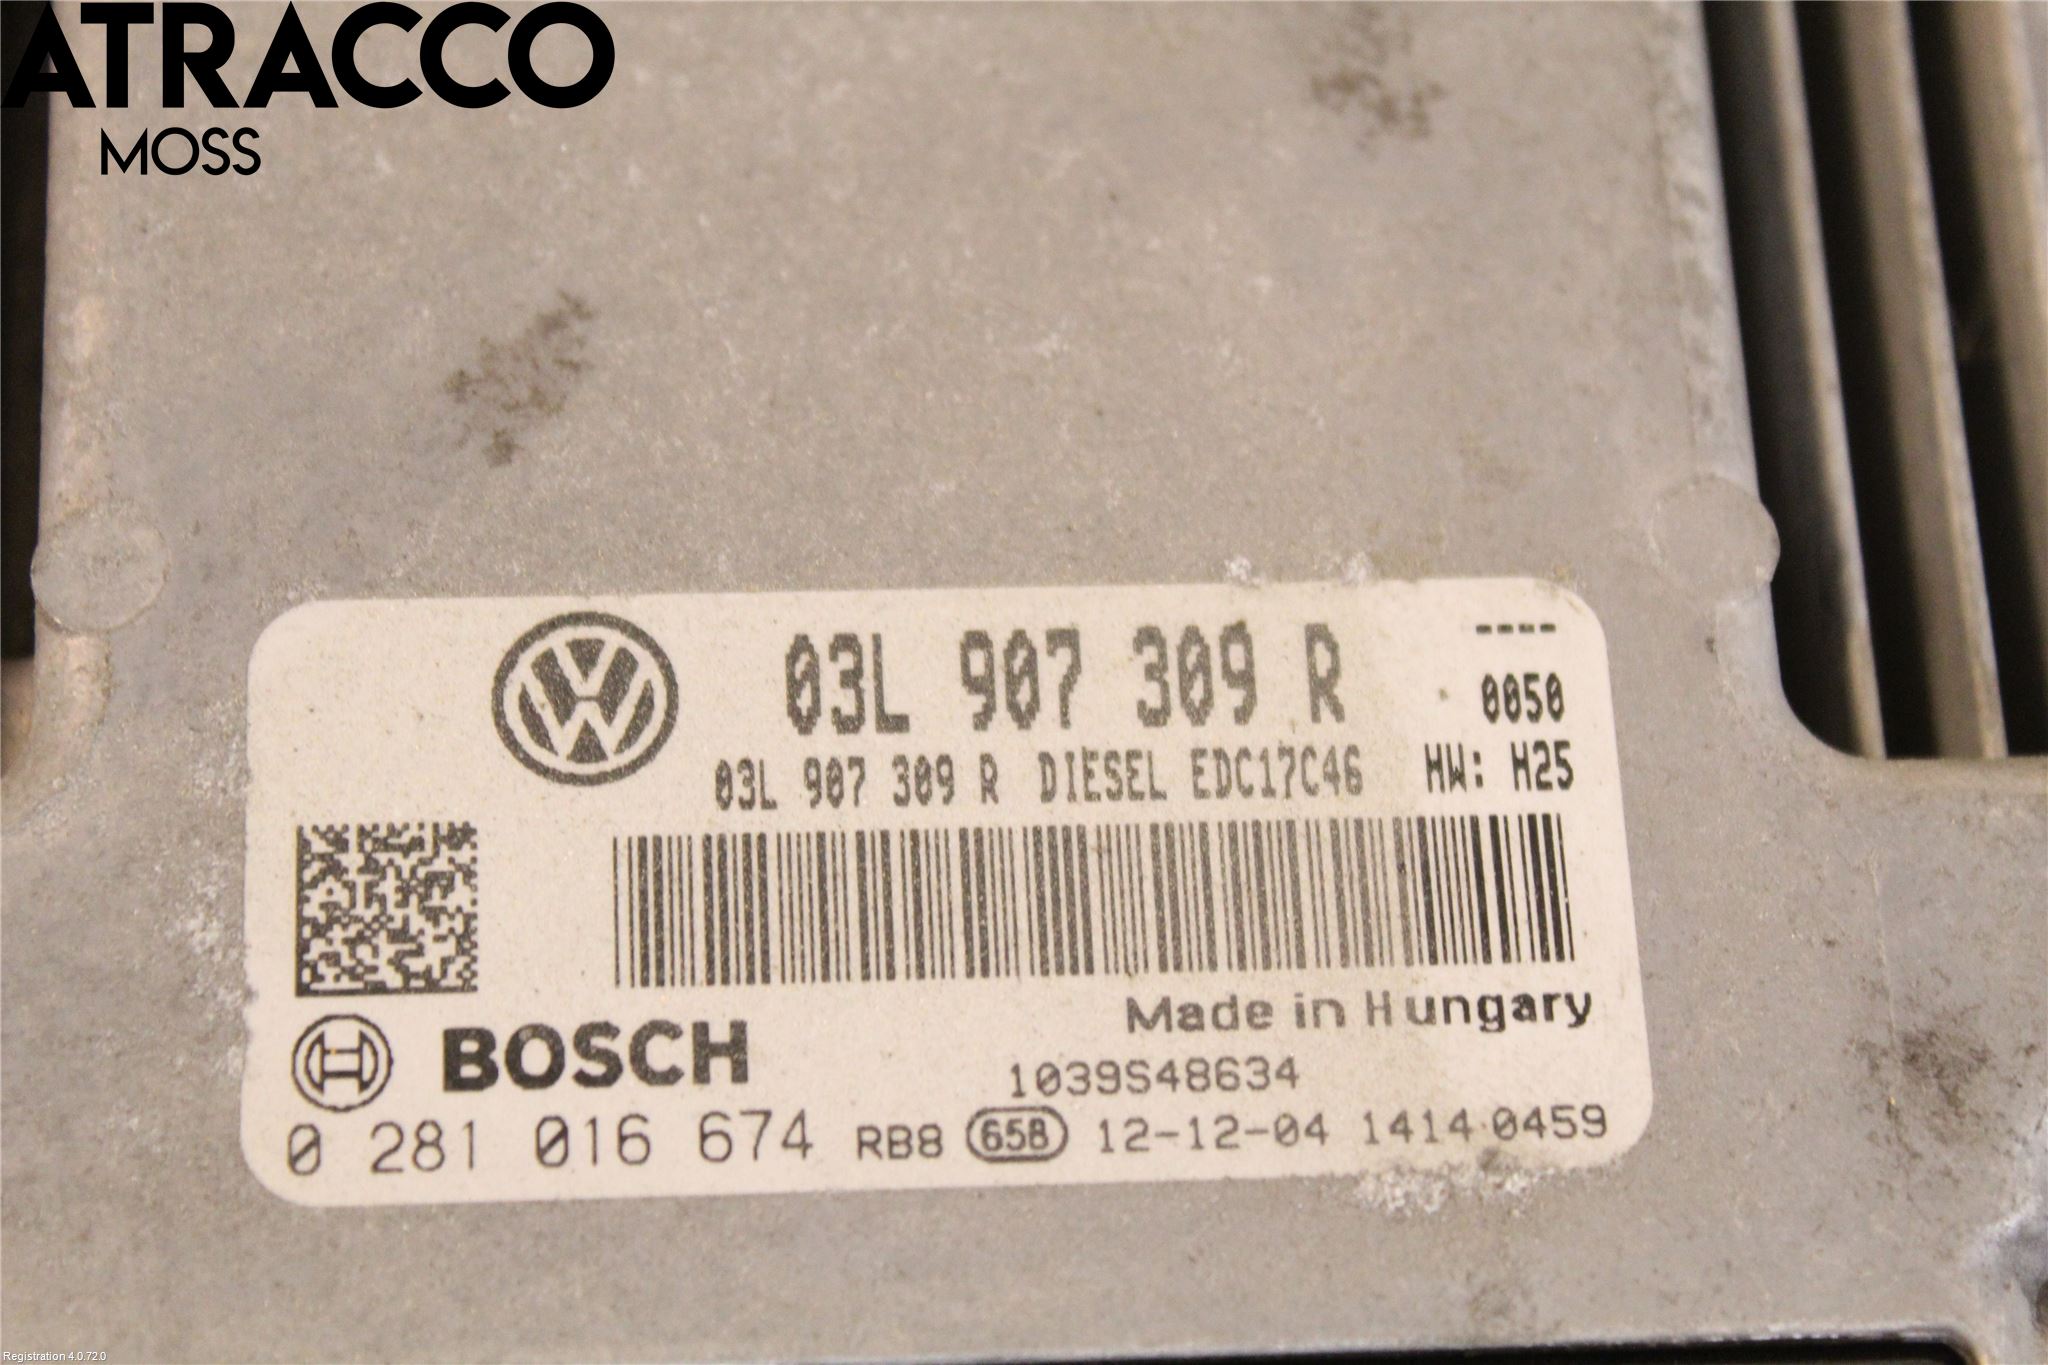 ATRACCO
MOSS
03L 907 309 R
----
0050
03L 907 309 R DIESEL EDC17C46 HW: H25
Made in Hungary
BOSCH
1039S48634
0 281 016 674 RB8 658 12-12-04 1414 0459
Registration 4.0.72.0